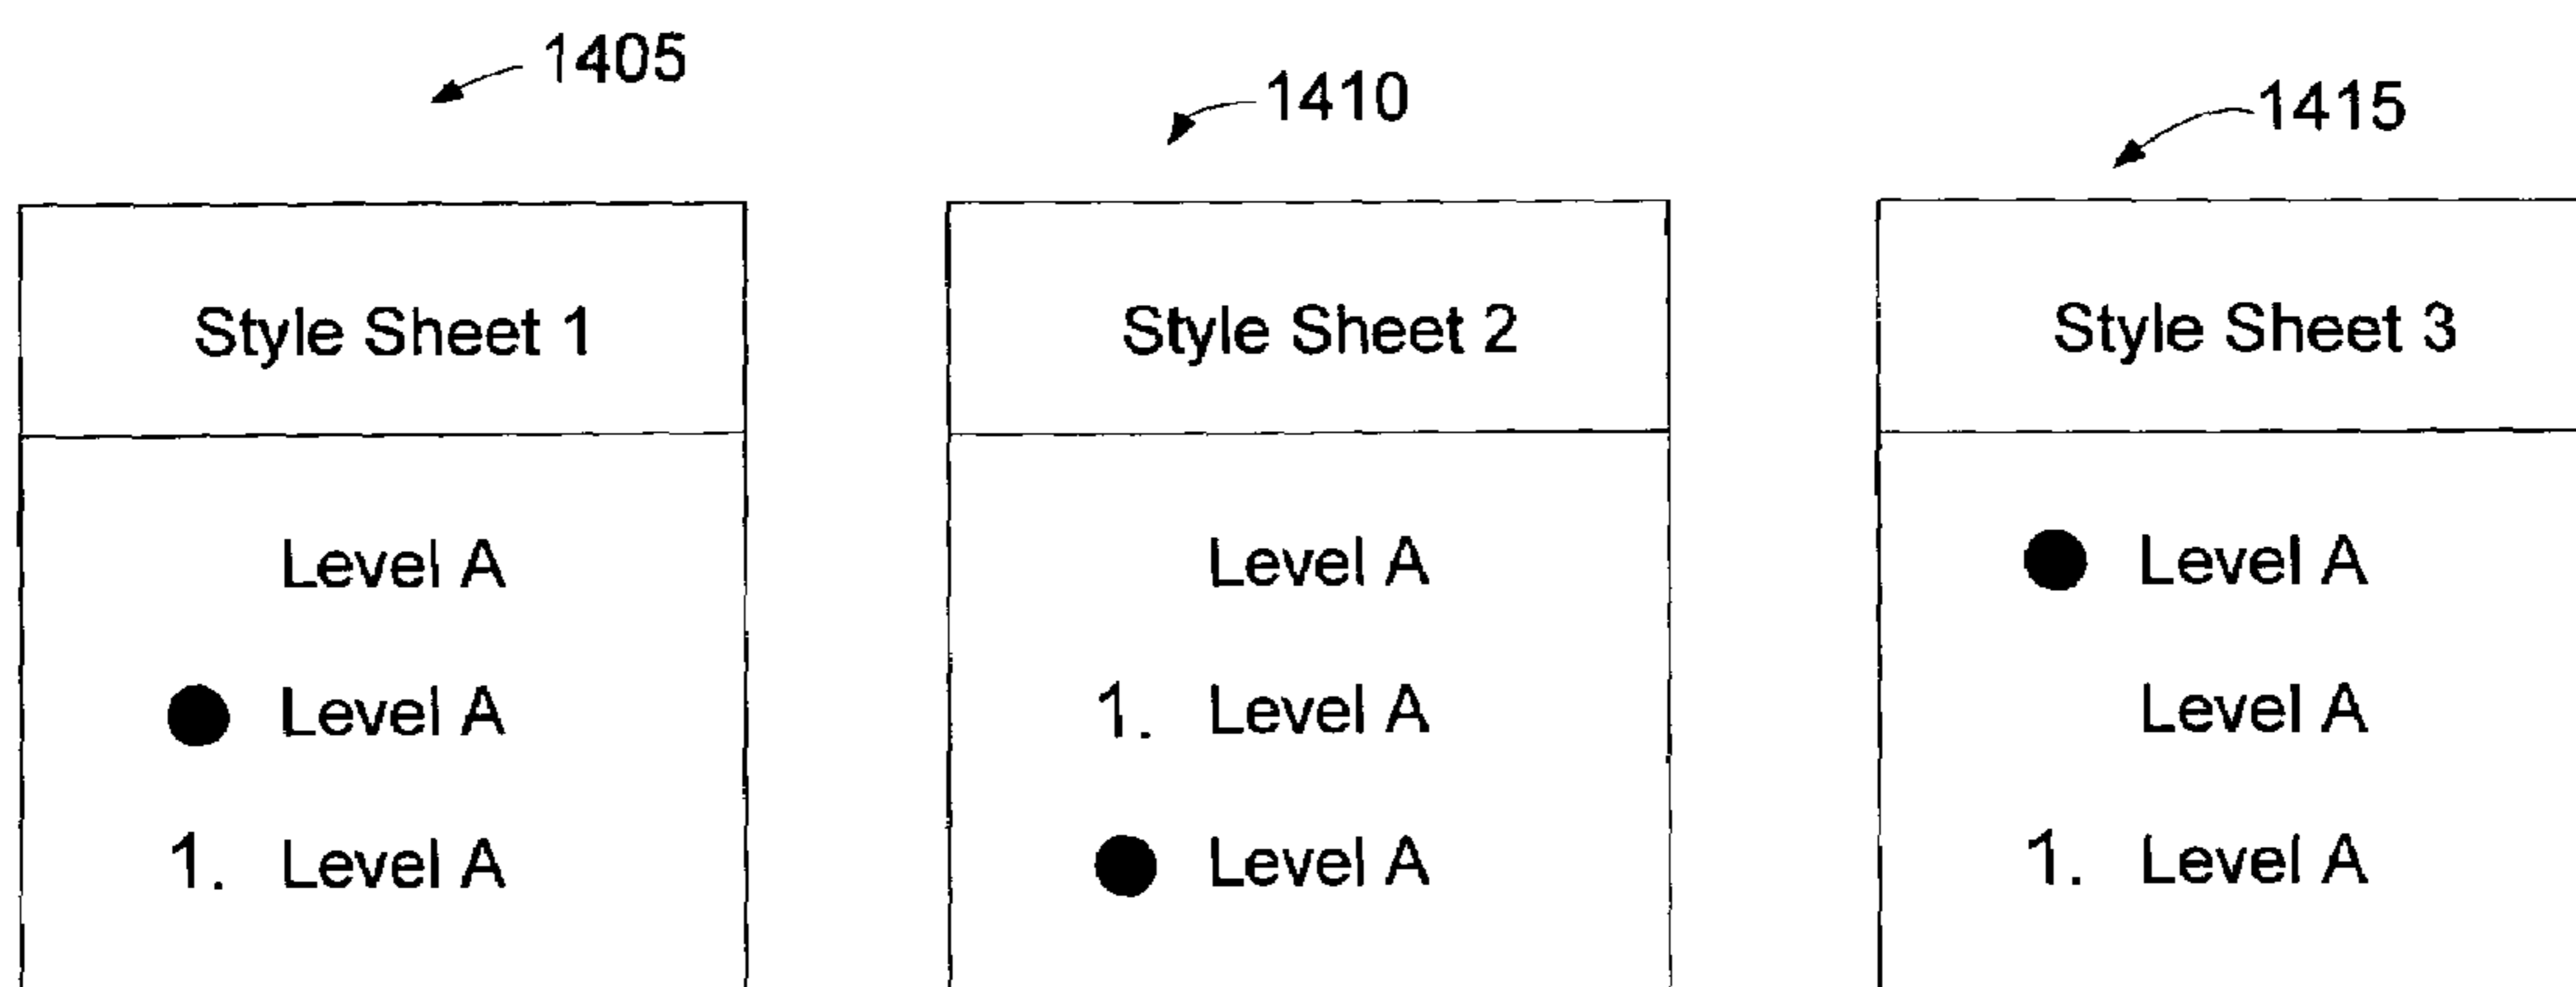 1405
1410
1415
Style Sheet 1
Style Sheet 2
Style Sheet 3
Level A
● Level A
1. Level A
Level A
1. Level A
● Level A
● Level A
Level A
1. Level A